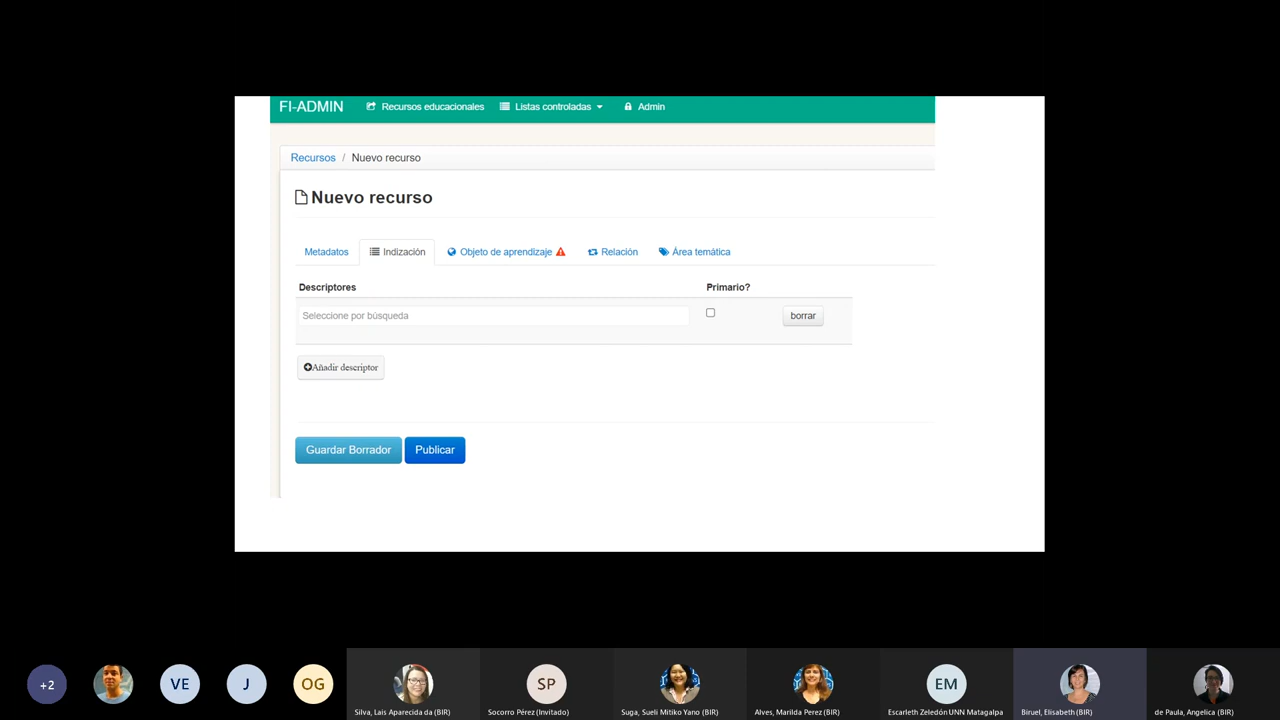 FI-ADMIN Recursos educacionales Listas controladas Admin
Recursos / Nuevo recurso
Nuevo recurso
Metadatos Indización Objeto de aprendizaje Relación Área temática
Descriptores Primario?
Seleccione por búsqueda borrar
Añadir descriptor
Guardar Borrador Publicar
+2 VE J OG SP EM
Silva, Lais Aparecida da (BIR) Socorro Pérez (Invitado) Suga, Sueli Mitiko Yano (BIR) Alves, Marilda Perez (BIR) Escarleth Zeledón UNN Matagalpa Biruel, Elisabeth (BIR) de Paula, Angelica (BIR)